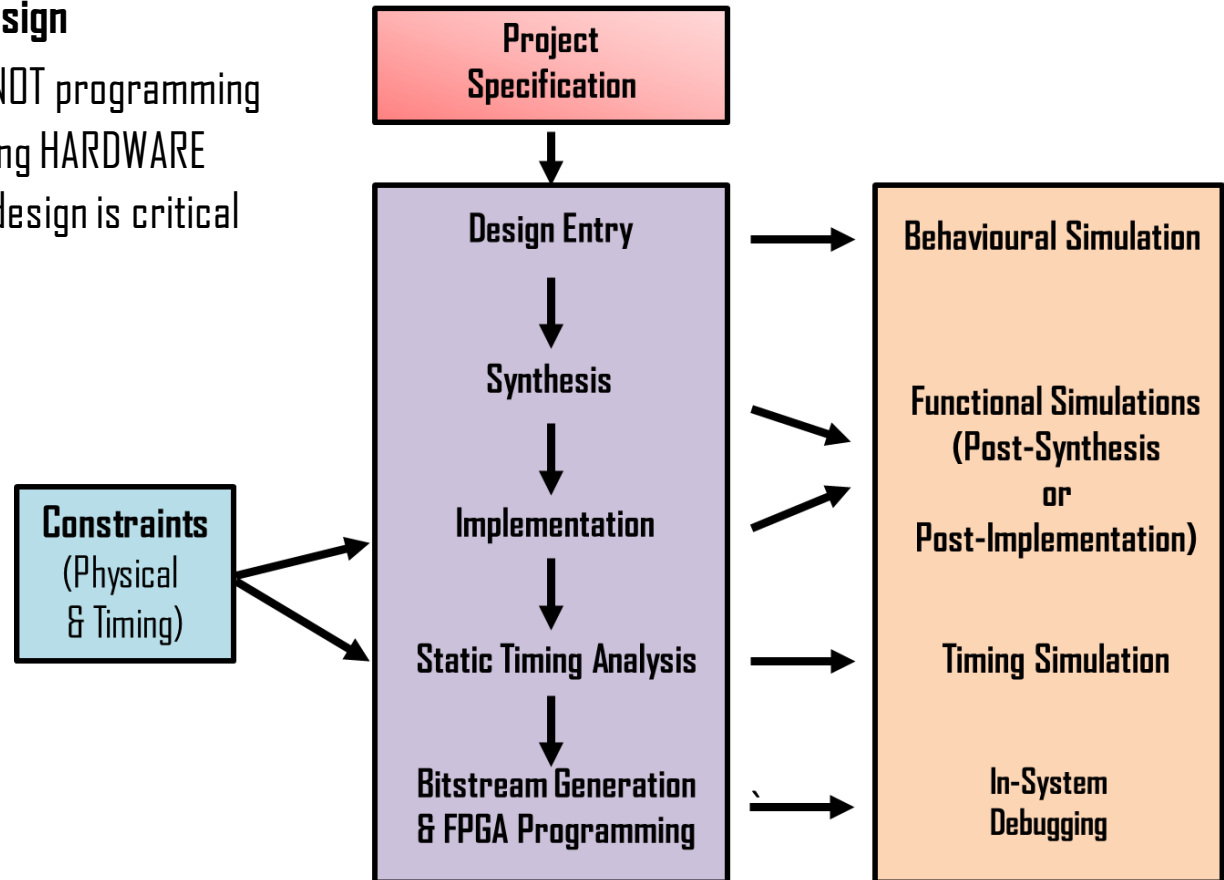 sign
NOT programming
ng HARDWARE
design is critical
Project
Specification
Design Entry
Synthesis
Implementation
Static Timing Analysis
Bitstream Generation
& FPGA Programming
Constraints
(Physical
& Timing)
Behavioural Simulation
Functional Simulations
(Post-Synthesis
or
Post-Implementation)
Timing Simulation
`
In-System
Debugging